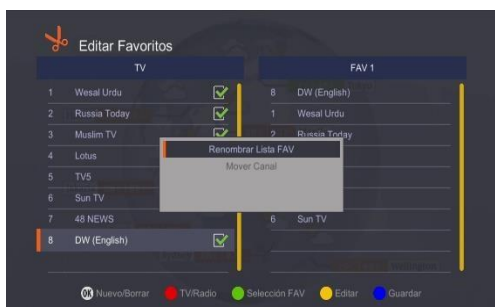 Editar Favoritos
TV
FAV 1
1 Wesal Urdu
8 DW (English)
2 Russia Today
1 Wesal Urdu
3 Muslim TV
2 Russia Today
Renombrar Lista FAV
4 Lotus
Mover Canal
5 TV5
6 Sun TV
7 48 NEWS
6 Sun TV
8 DW (English)
OK Nuevo/Borrar TV/Radio Selección FAV Editar Guardar